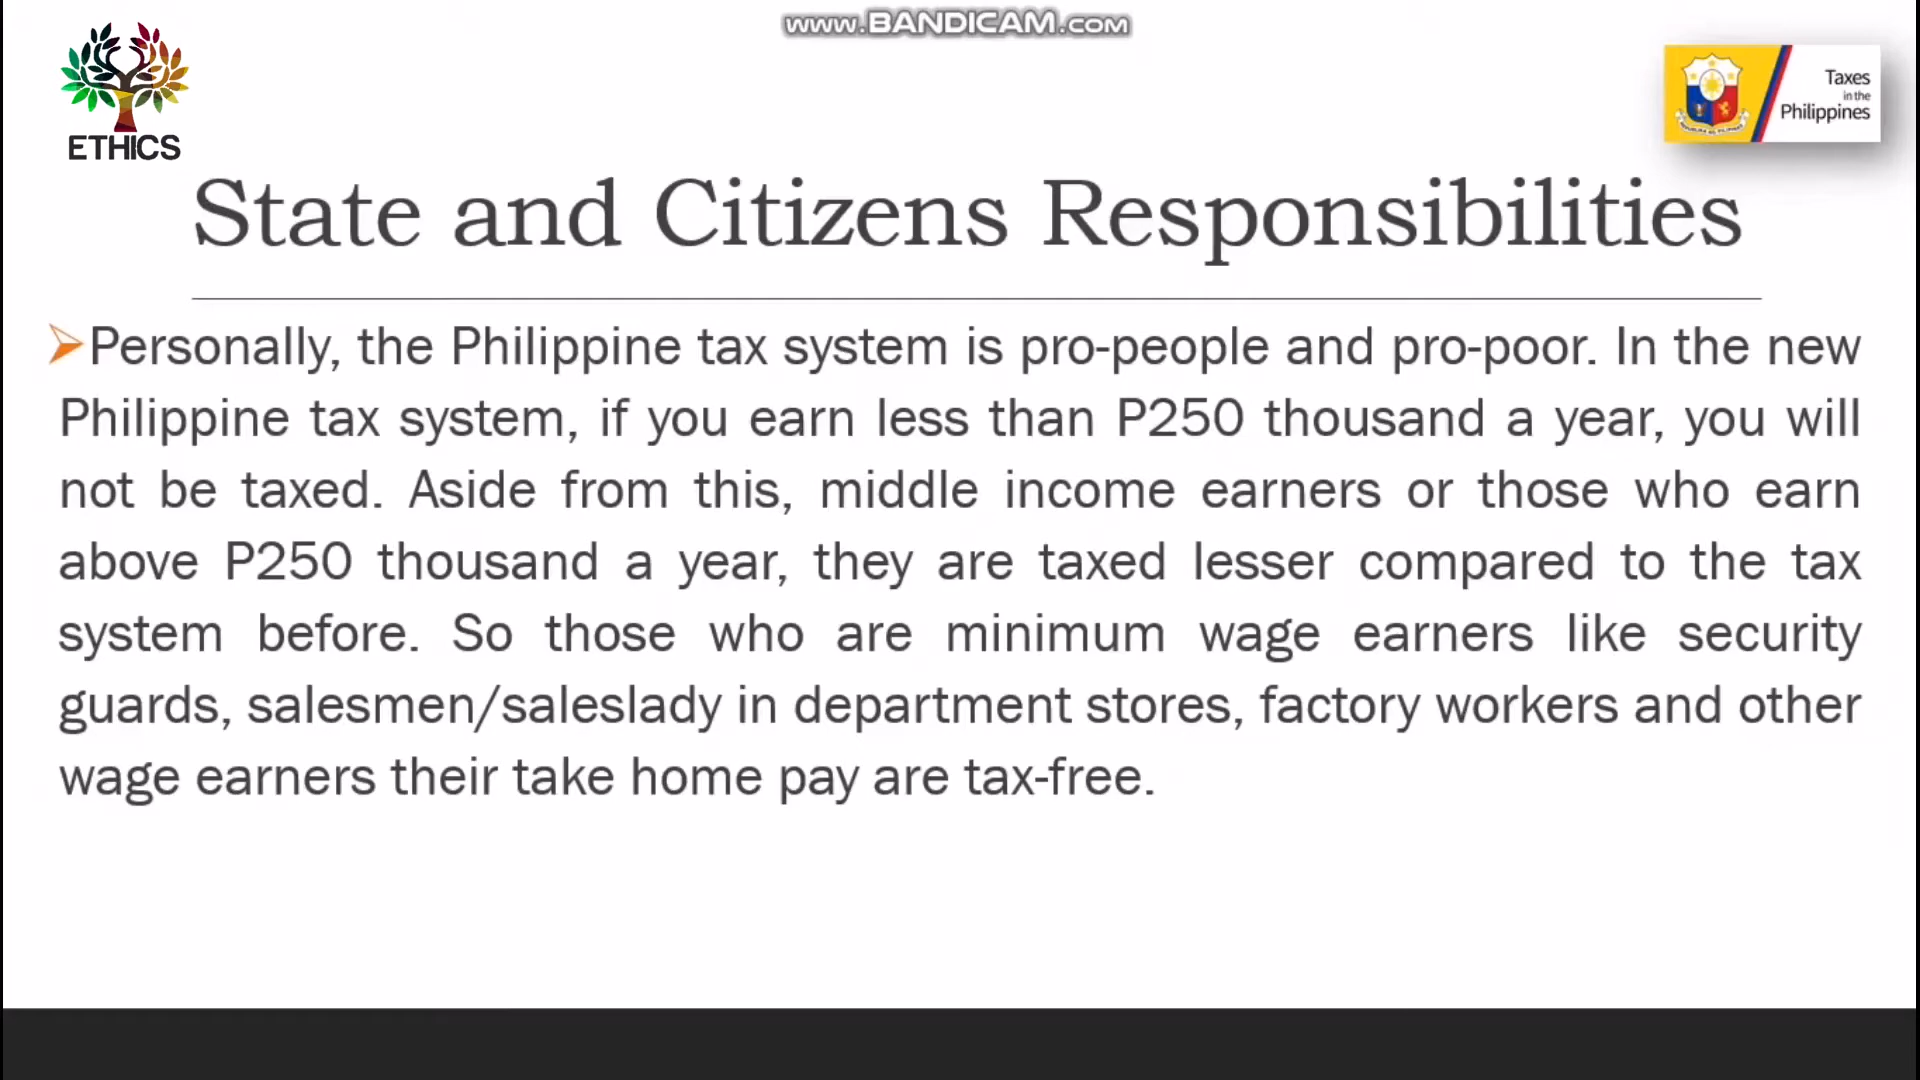 www.BANDICAM.com
ETHICS
Taxes
in the
Philippines
State and Citizens Responsibilities
Personally, the Philippine tax system is pro-people and pro-poor. In the new
Philippine tax system, if you earn less than P250 thousand a year, you will
not be taxed. Aside from this, middle income earners or those who earn
above P250 thousand a year, they are taxed lesser compared to the tax
system before. So those who are minimum wage earners like security
guards, salesmen/saleslady in department stores, factory workers and other
wage earners their take home pay are tax-free.